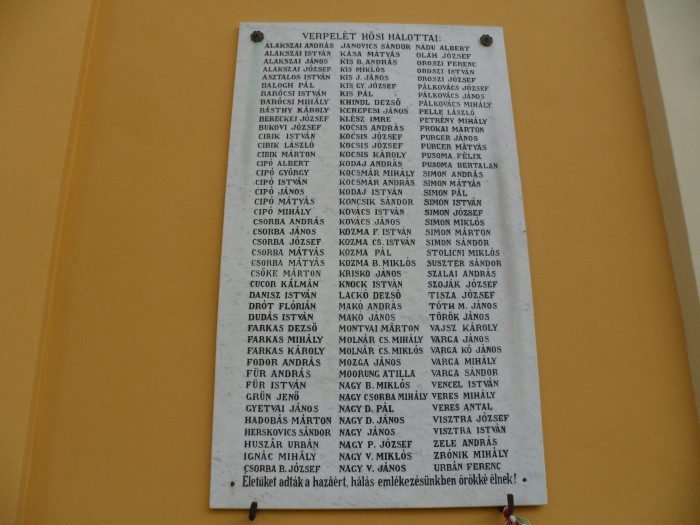 VERPELÉT HŐSI HALOTTAI:
ALAKSZAI ANDRÁS
ALAKSZAI ISTVÁN
ALAKSZAI JÁNOS
ALAKSZAI JÓZSEF
ASZTALOS ISTVÁN
BALOGH PÁL
BARÓCSI ISTVÁN
BARÓCSI MIHÁLY
BÁSTHY KÁROLY
BERECKEI JÓZSEF
BUKOVI JÓZSEF
CIBIK ISTVÁN
CIBIK LÁSZLÓ
CIBIK MÁRTON
CIPÓ ALBERT
CIPÓ GYÖRGY
CIPÓ ISTVÁN
CIPÓ JÁNOS
CIPÓ MÁTYÁS
CIPÓ MIHÁLY
CSORBA ANDRÁS
CSORBA JÁNOS
CSORBA JÓZSEF
CSORBA MÁTYÁS
CSORBA MÁTYÁS
CSŐKE MÁRTON
CUCOR KÁLMÁN
DANISZ ISTVÁN
DRÓT FLÓRIÁN
DUDÁS ISTVÁN
FARKAS DEZSŐ
FARKAS MIHÁLY
FARKAS KÁROLY
FODOR ANDRÁS
FÜR ANDRÁS
FÜR ISTVÁN
GRÜN JENŐ
GYETVAI JÁNOS
HADOBÁS MÁRTON
HERSKOVICS SÁNDOR
HUSZÁR URBÁN
IGNÁC MIHÁLY
CSORBA B. JÓZSEF
JANOVICS SÁNDOR
KÁSA MÁTYÁS
KIS B. ANDRÁS
KIS MIKLÓS
KIS J. JÁNOS
KIS GY. JÓZSEF
KIS PÁL
KHINDL DEZSŐ
KEREPESI JÁNOS
KLÉSZ IMRE
KOCSIS ANDRÁS
KOCSIS JÓZSEF
KOCSIS JÓZSEF
KOCSIS KÁROLY
KODAJ ANDRÁS
KOCSMÁR MIHÁLY
KOCSMÁR ANDRÁS
KODAJ ISTVÁN
KONCSIK SÁNDOR
KOVÁCS ISTVÁN
KOVÁCS JÁNOS
KOZMA F. ISTVÁN
KOZMA CS. ISTVÁN
KOZMA PÁL
KOZMA B. MIKLÓS
KRISKÓ JÁNOS
KNOCK ISTVÁN
LACKÓ DEZSŐ
MAKÓ ANDRÁS
MAKÓ JÁNOS
MONTVAI MÁRTON
MOLNÁR CS. MIHÁLY
MOLNÁR CS. MIKLÓS
MOZGA JÁNOS
MOORUNG ATILLA
NAGY B. MIKLÓS
NAGY CSORBA MIHÁLY
NAGY D. PÁL
NAGY D. JÁNOS
NAGY JÁNOS
NAGY P. JÓZSEF
NAGY V. MIKLÓS
NAGY V. JÁNOS
NÁDU ALBERT
OLÁH JÓZSEF
OROSZI FERENC
OROSZI ISTVÁN
OROSZI JÓZSEF
PÁLKOVÁCS JÓZSEF
PÁLKOVÁCS JÁNOS
PÁLKOVÁCS MIHÁLY
PELLE LÁSZLÓ
PETRÉNY MIHÁLY
PROKAI MÁRTON
PURGER JÁNOS
PURGER MÁTYÁS
PUSOMA FÉLIX
PUSOMA BERTALAN
SIMON ANDRÁS
SIMON MÁTYÁS
SIMON PÁL
SIMON ISTVÁN
SIMON JÓZSEF
SIMON MIKLÓS
SIMON MÁRTON
SIMON SÁNDOR
STOLICNI MIKLÓS
SUSZTER SÁNDOR
SZALAI ANDRÁS
SZOJÁK JÓZSEF
TISZA JÓZSEF
TÓTH M. JÁNOS
TÖRÖK JÁNOS
VAJSZ KÁROLY
VARGA JÁNOS
VARGA KŐ JÁNOS
VARGA MIHÁLY
VARGA SÁNDOR
VENCEL ISTVÁN
VERES MIHÁLY
VERES ANTAL
VISZTRA JÓZSEF
VISZTRA ISTVÁN
ZELE ANDRÁS
ZRÓNIK MIHÁLY
URBÁN FERENC
Életüket adták a hazáért, hálás emlékezésünkben örökké élnek!